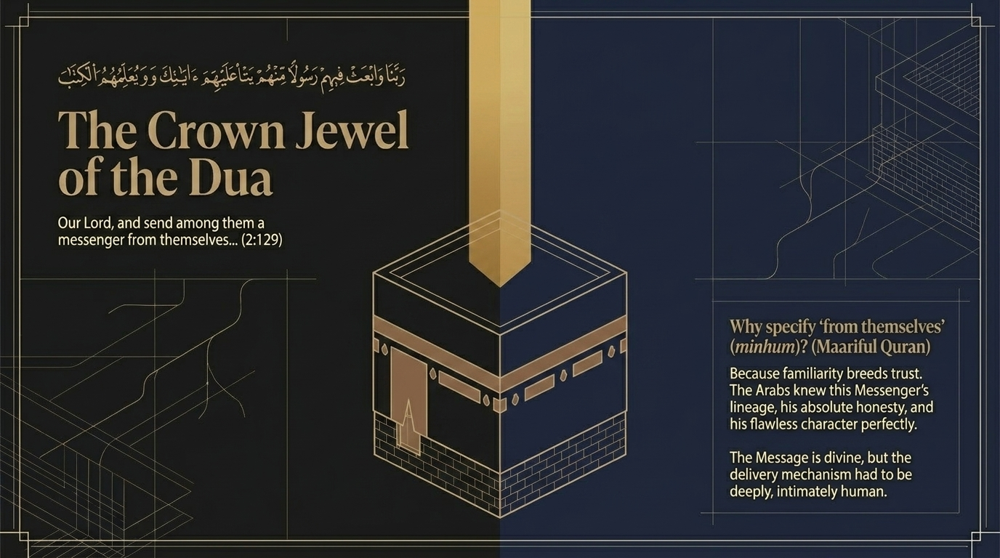 رَبَّنَا وَابْعَثْ فِيهِمْ رَسُولًا مِّنْهُمْ ءَايَٰتِكَ وَوَيُعَلِّمُهُمُ الْكِتَٰبَ
The Crown Jewel
of the Dua
Our Lord, and send among them a
messenger from themselves... (2:129)
Why specify ‘from themselves’
(minhum)? (Maariful Quran)
Because familiarity breeds trust.
The Arabs knew this Messenger’s
lineage, his absolute honesty, and
his flawless character perfectly.
The Message is divine, but the
delivery mechanism had to be
deeply, intimately human.